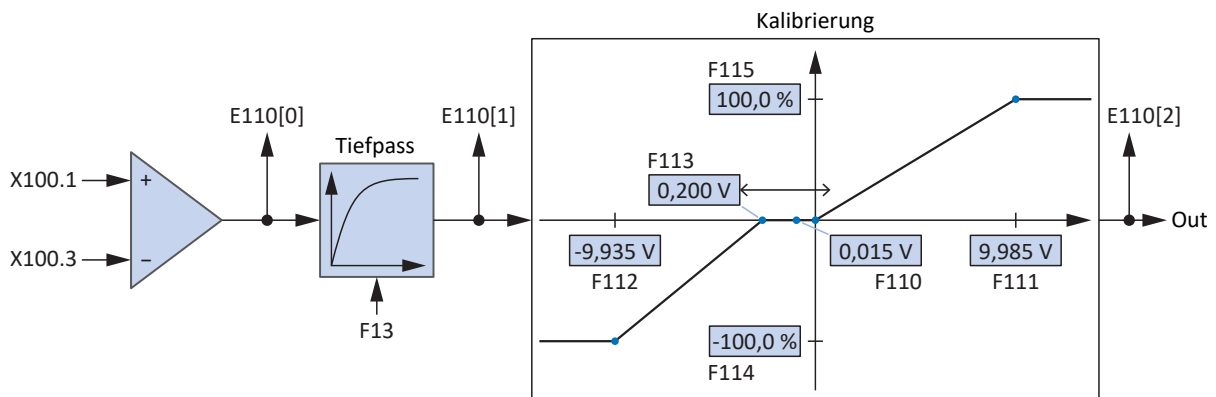 Kalibrierung
F115
100,0 %
E110[0]
E110[1]
E110[2]
Tiefpass
X100.1
+
F113
0,200 V
Out
-9,935 V
0,015 V
9,985 V
X100.3
−
F112
F110
F111
F13
-100,0 %
F114